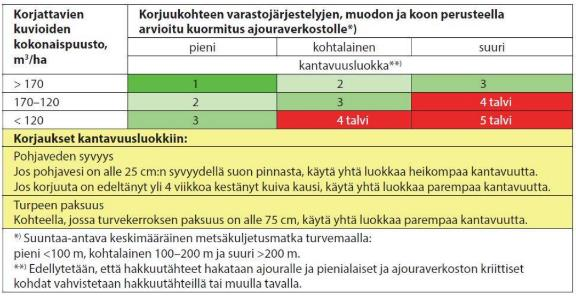 Korjattavien kuvioiden kokonaispuusto, m³/ha
Korjuukohteen varastojärjestelyjen, muodon ja koon perusteella arvioitu kuormitus ajouraverkostolle*)
pieni kohtalainen suuri
kantavuusluokka**)
> 170 1 2 3
170–120 2 3 4 talvi
< 120 3 4 talvi 5 talvi
Korjaukset kantavuusluokkiin:
Pohjaveden syvyys
Jos pohjavesi on alle 25 cm:n syvyydellä suon pinnasta, käytä yhtä luokkaa heikompaa kantavuutta.
Jos korjuuta on edeltänyt yli 4 viikkoa kestänyt kuiva kausi, käytä yhtä luokkaa parempaa kantavuutta.
Turpeen paksuus
Kohteella, jossa turvekerroksen paksuus on alle 75 cm, käytä yhtä luokkaa parempaa kantavuutta.
*) Suuntaa-antava keskimääräinen metsäkuljetusmatka turvemaalla:
pieni <100 m, kohtalainen 100–200 m ja suuri >200 m.
**) Edellytetään, että hakkuutähteet hakataan ajouralle ja pienialaiset ja ajouraverkoston kriittiset
kohdat vahvistetaan hakkuutähteillä tai muulla tavalla.